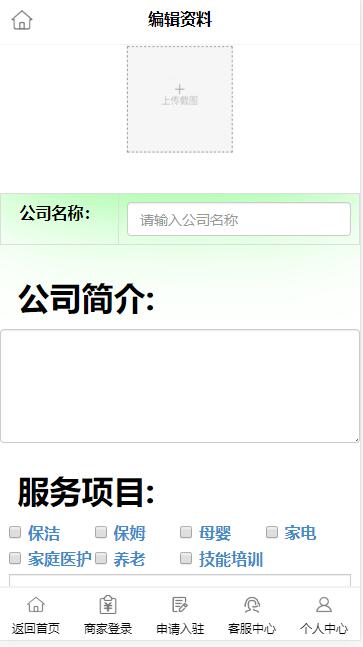 编辑资料
上传截图
公司名称：
请输入公司名称
公司简介:
服务项目:
保洁 保姆 母婴 家电
家庭医护 养老 技能培训
返回首页 商家登录 申请入驻 客服中心 个人中心